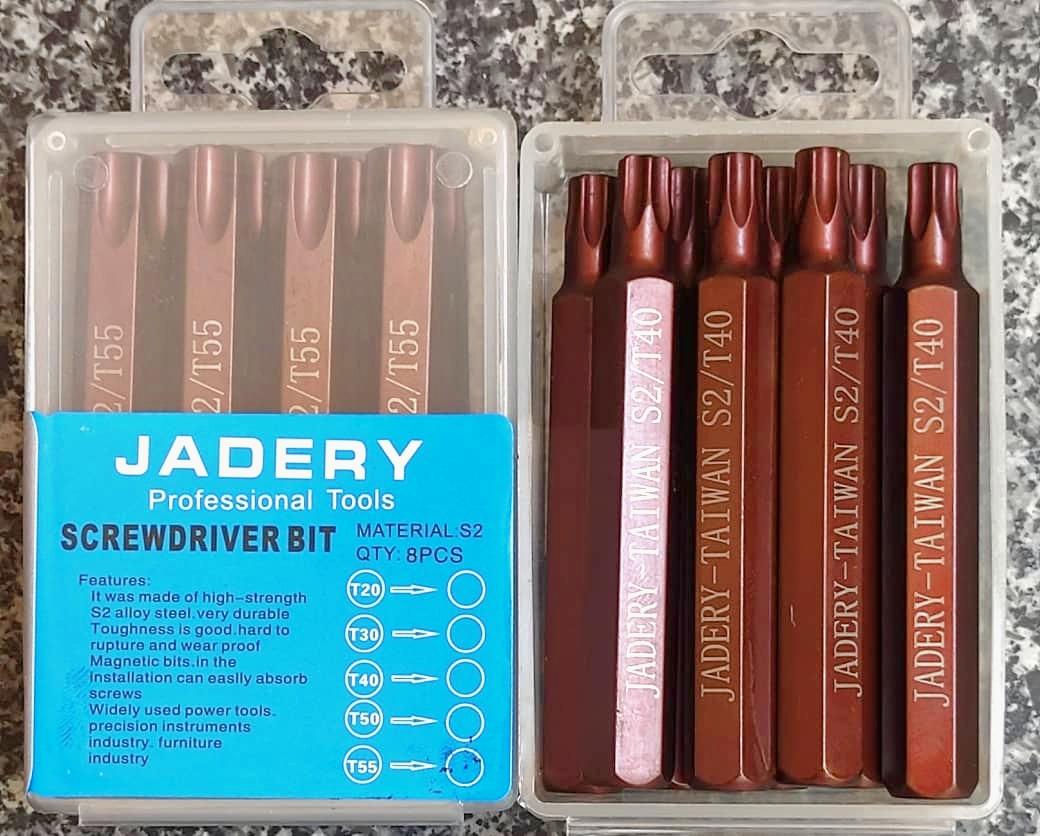 2/T55
2/T55
2/T55
2/T55
JADERY
Professional Tools
SCREWDRIVER BIT
MATERIAL:S2
QTY: 8PCS
Features:
It was made of high-strength
S2 alloy steel.very durable
Toughness is good.hard to
rupture and wear proof
Magnetic bits.in the
installation can easily absorb
screws
Widely used power tools.
precision instruments
industry. furniture
industry
T20
T30
T40
T50
T55
JADERY-TAIWAN S2/T40
JADERY-TAIWAN S2/T40
JADERY-TAIWAN S2/T40
JADERY-TAIWAN S2/T40